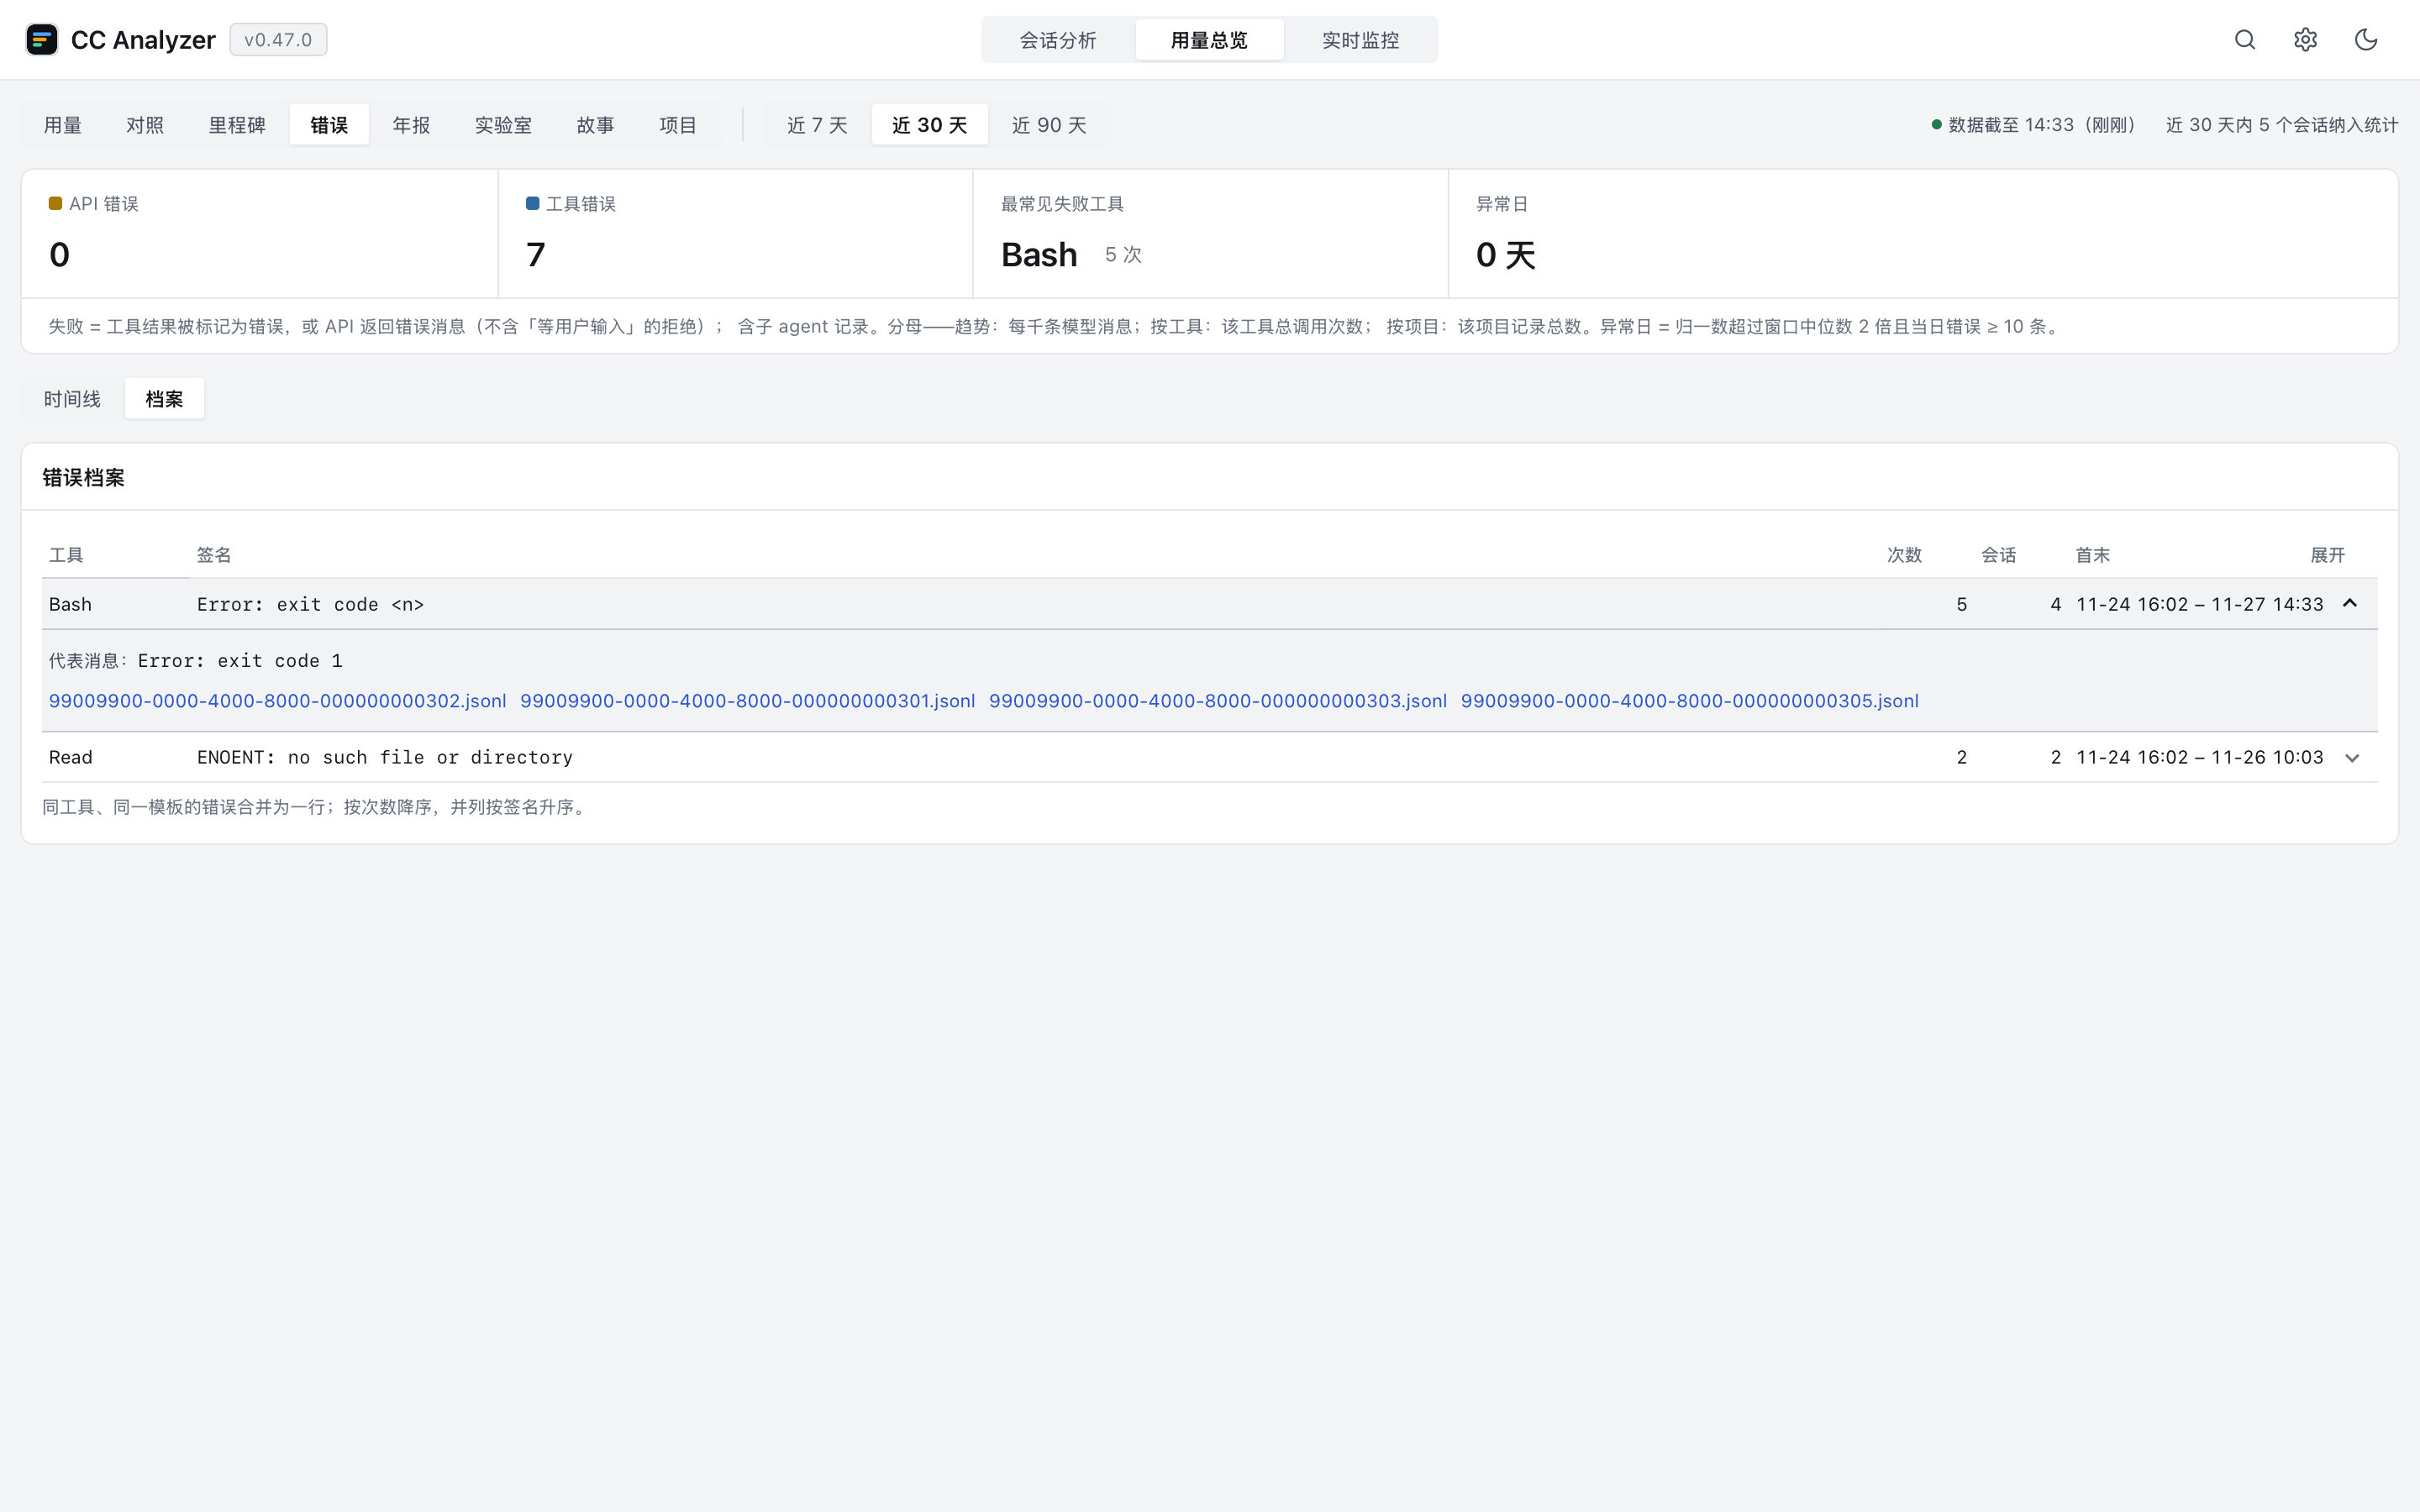 CC Analyzer v0.47.0 会话分析 用量总览 实时监控
用量 对照 里程碑 错误 年报 实验室 故事 项目 近 7 天 近 30 天 近 90 天 数据截至 14:33（刚刚） 近 30 天内 5 个会话纳入统计
API 错误 工具错误 最常见失败工具 异常日
0 7 Bash 5 次 0 天
失败 = 工具结果被标记为错误，或 API 返回错误消息（不含「等用户输入」的拒绝）； 含子 agent 记录。分母——趋势：每千条模型消息；按工具：该工具总调用次数； 按项目：该项目记录总数。异常日 = 归一数超过窗口中位数 2 倍且当日错误 ≥ 10 条。
时间线 档案
错误档案
工具 签名 次数 会话 首末 展开
Bash Error: exit code <n> 5 4 11-24 16:02 – 11-27 14:33
代表消息：Error: exit code 1
99009900-0000-4000-8000-000000000302.jsonl 99009900-0000-4000-8000-000000000301.jsonl 99009900-0000-4000-8000-000000000303.jsonl 99009900-0000-4000-8000-000000000305.jsonl
Read ENOENT: no such file or directory 2 2 11-24 16:02 – 11-26 10:03
同工具、同一模板的错误合并为一行；按次数降序，并列按签名升序。